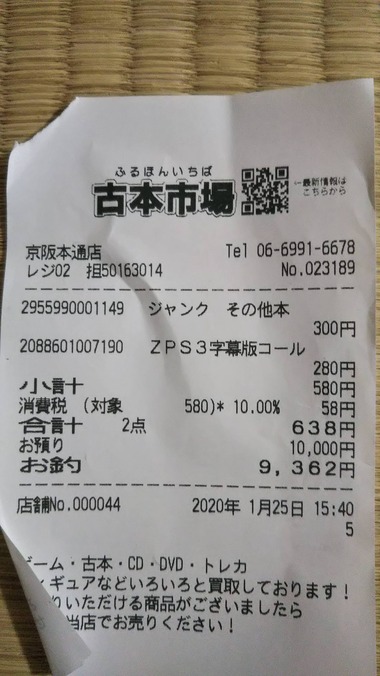 ふるほんいちば
古本市場
←最新情報は
こちらから
京阪本通店 Tel 06-6991-6678
レジ02 担50163014 No.023189
2955990001149 ジャンク その他本
300円
2088601007190 ZPS3字幕版コール
280円
小計 580円
消費税 (対象 580)* 10.00% 58円
合計 2点 638円
お預り 10,000円
お釣 9,362円
店舗No.000044 2020年 1月25日 15:40
5
ゲーム・古本・CD・DVD・トレカ
ィギュアなどいろいろと買取しております！
りいただける商品がございましたら
当店でお売りください！